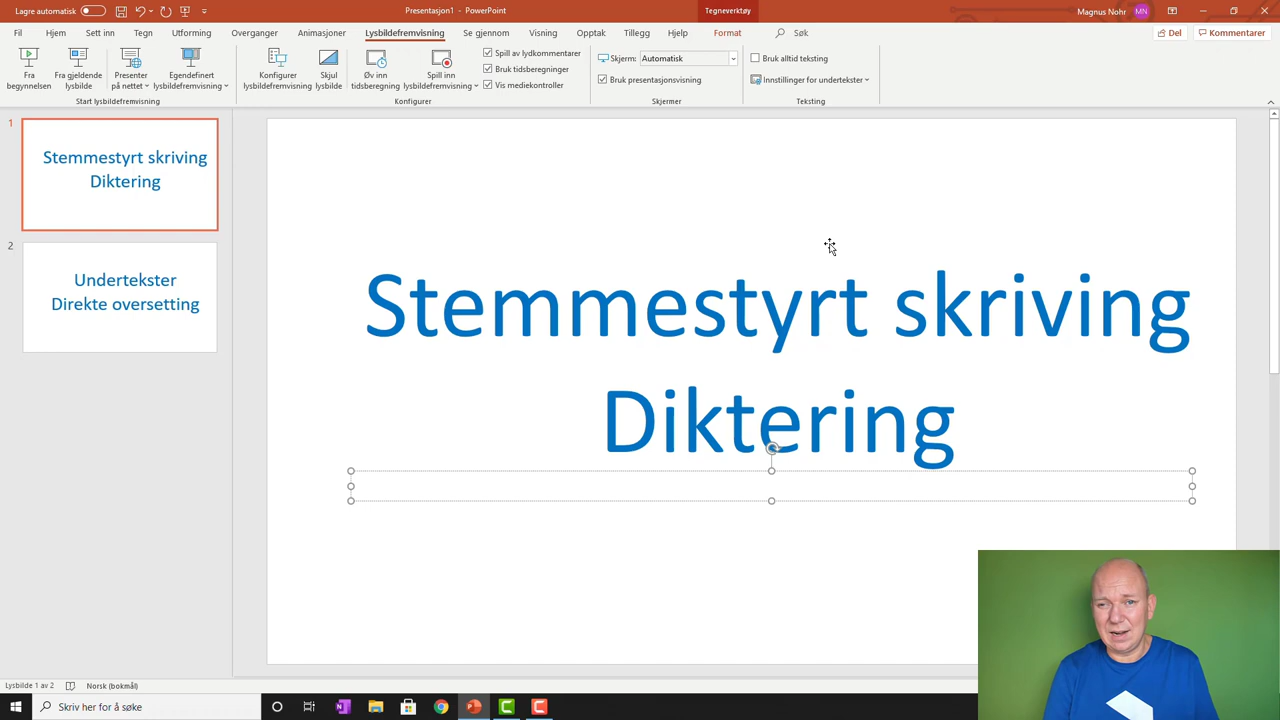 Lagre automatisk
Presentasjon1 - PowerPoint
Tegneverktøy
Magnus Nohr
MN
Fil
Hjem
Sett inn
Tegn
Utforming
Overganger
Animasjoner
Lysbildefremvisning
Se gjennom
Visning
Opptak
Tillegg
Hjelp
Format
Søk
Del
Kommentarer
Fra begynnelsen
Fra gjeldende lysbilde
Presenter på nettet
Egendefinert lysbildefremvisning
Start lysbildefremvisning
Konfigurer lysbildefremvisning
Skjul lysbilde
Øv inn tidsberegning
Spill inn lysbildefremvisning
Spill av lydkommentarer
Bruk tidsberegninger
Vis mediekontroller
Konfigurer
Skjerm: Automatisk
Bruk presentasjonsvisning
Skjermer
Bruk alltid teksting
Innstillinger for undertekster
Teksting
1
Stemmestyrt skriving
Diktering
2
Undertekster
Direkte oversetting
Stemmestyrt skriving
Diktering
Lysbilde 1 av 2
Norsk (bokmål)
Skriv her for å søke